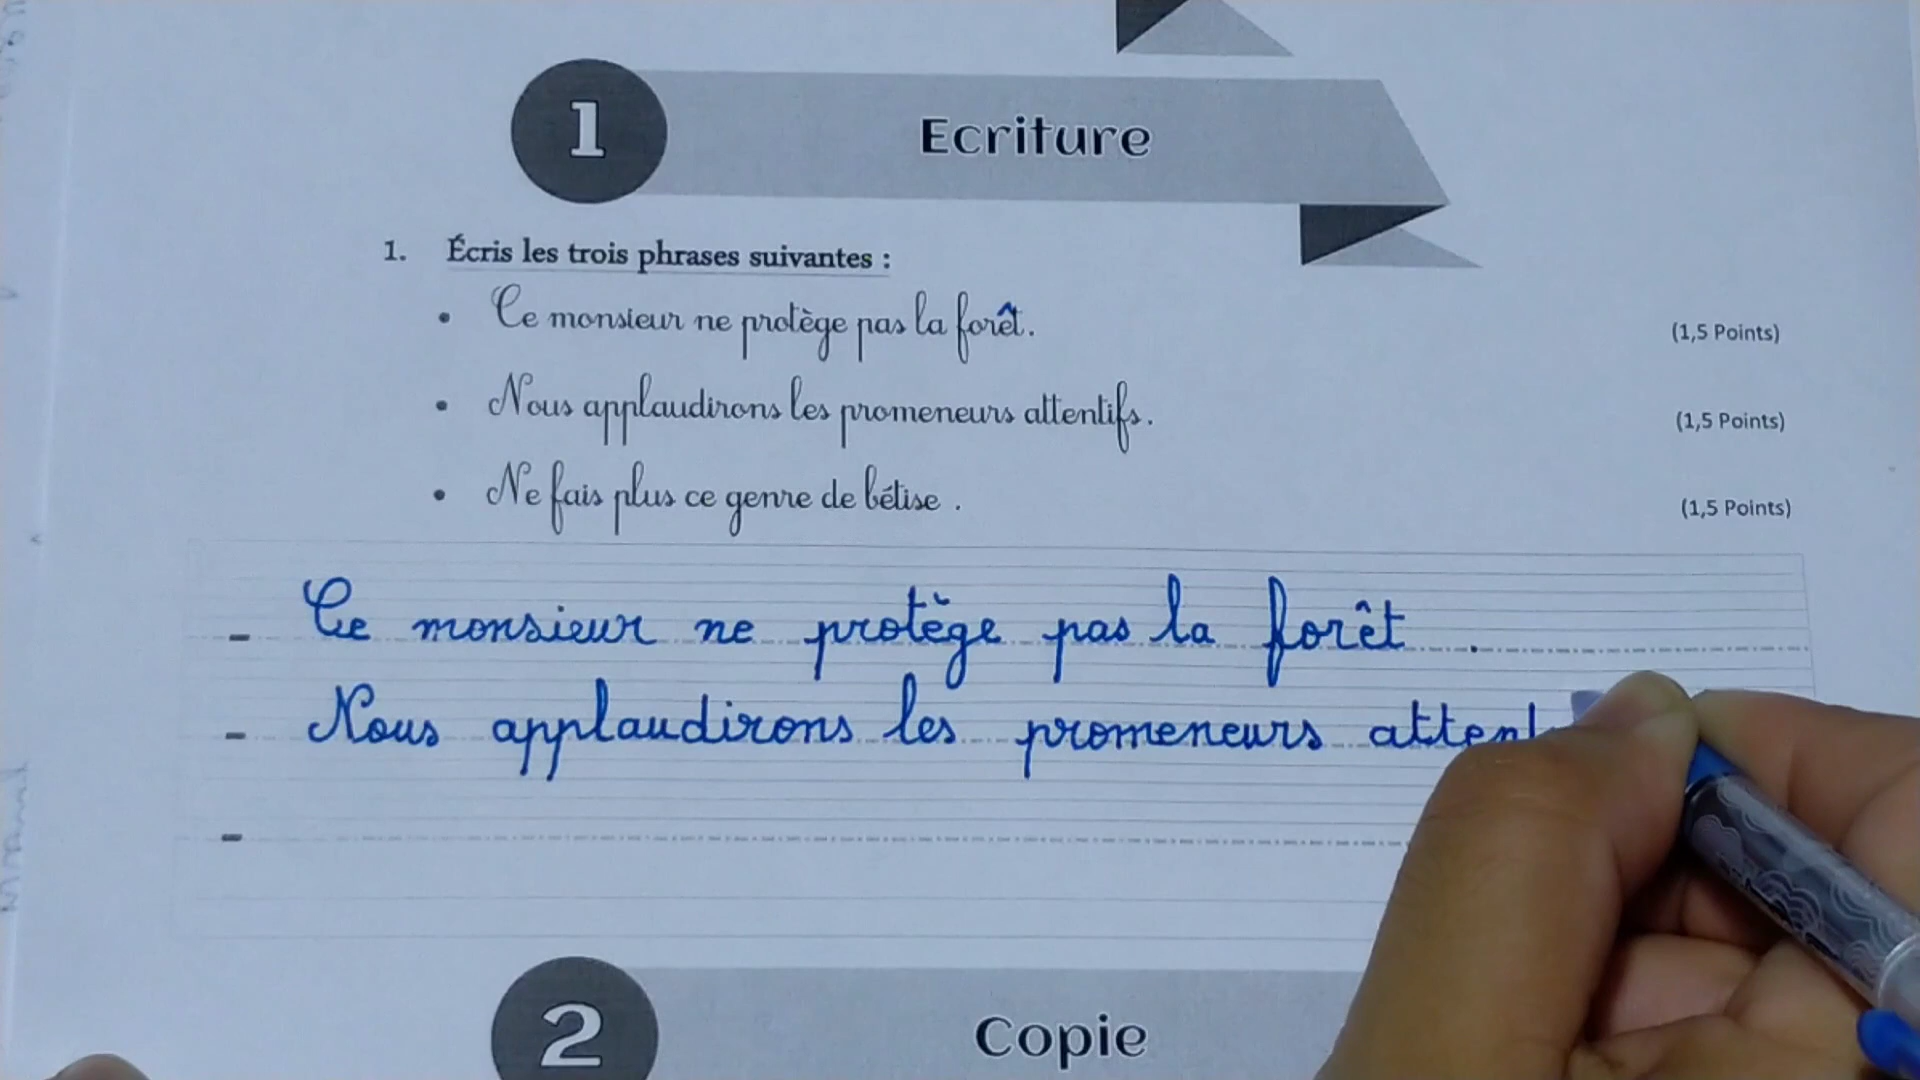 1
Ecriture
1. Écris les trois phrases suivantes :
• Ce monsieur ne protège pas la forêt.
(1,5 Points)
• Nous applaudirons les promeneurs attentifs.
(1,5 Points)
• Ne fais plus ce genre de bétise .
(1,5 Points)
- Ce monsieur ne protège pas la forêt .
- Nous applaudirons les promeneurs attent
-
2
Copie